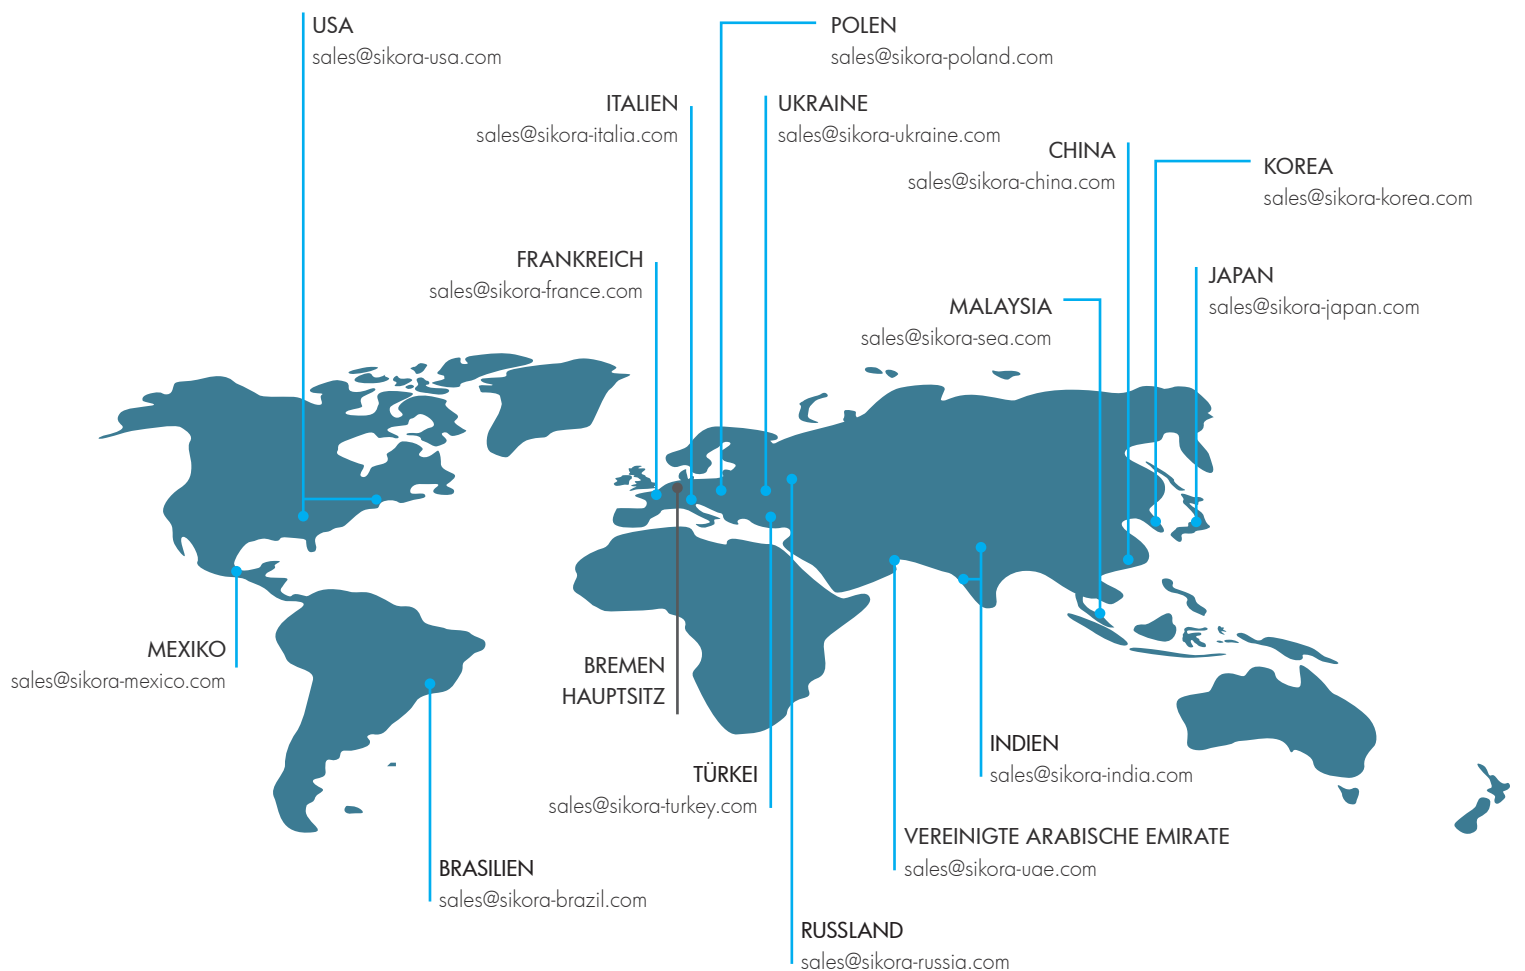 USA
sales@sikora-usa.com
POLEN
sales@sikora-poland.com
ITALIEN
sales@sikora-italia.com
UKRAINE
sales@sikora-ukraine.com
CHINA
sales@sikora-china.com
KOREA
sales@sikora-korea.com
FRANKREICH
sales@sikora-france.com
JAPAN
sales@sikora-japan.com
MALAYSIA
sales@sikora-sea.com
MEXIKO
sales@sikora-mexico.com
BREMEN
HAUPTSITZ
INDIEN
sales@sikora-india.com
TÜRKEI
sales@sikora-turkey.com
VEREINIGTE ARABISCHE EMIRATE
sales@sikora-uae.com
BRASILIEN
sales@sikora-brazil.com
RUSSLAND
sales@sikora-russia.com